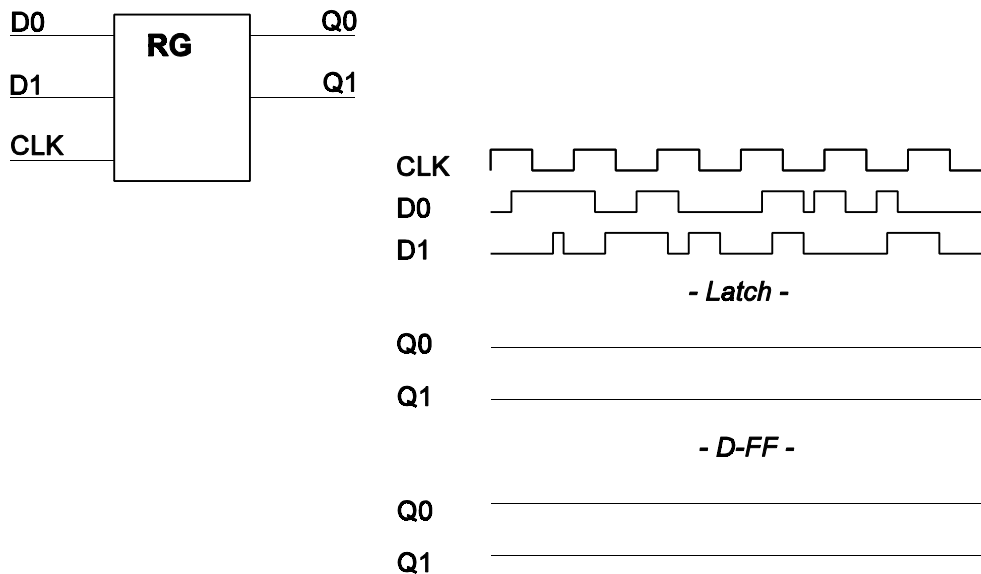 D0
RG
Q0
D1
Q1
CLK
CLK
D0
D1
- Latch -
Q0
Q1
- D-FF -
Q0
Q1